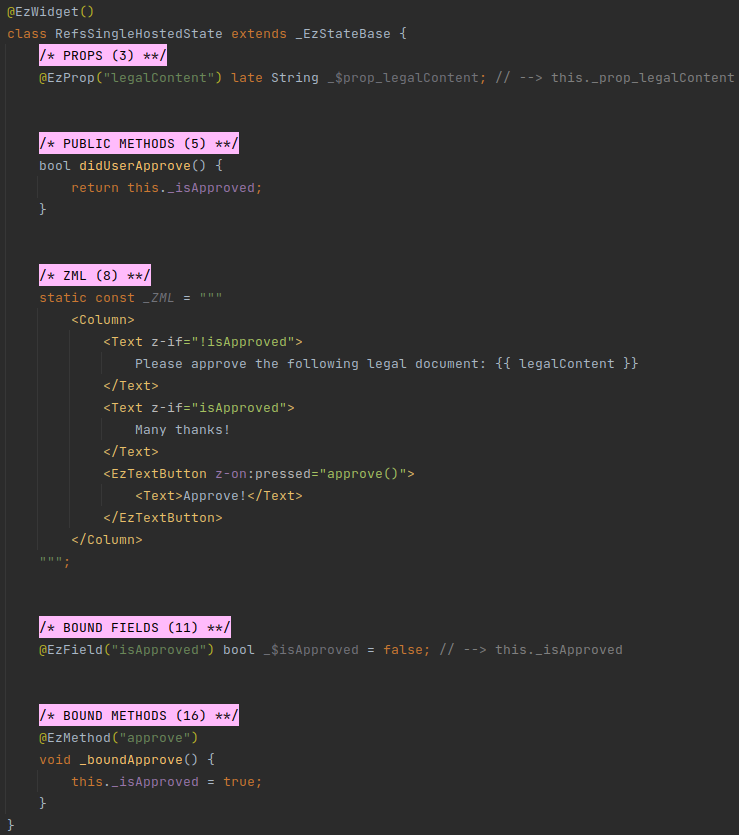 @EzWidget()
class RefsSingleHostedState extends _EzStateBase {
/* PROPS (3) **/
@EzProp("legalContent") late String _$prop_legalContent; // --> this._prop_legalContent
/* PUBLIC METHODS (5) **/
bool didUserApprove() {
return this._isApproved;
}
/* ZML (8) **/
static const _ZML = """
<Column>
<Text z-if="!isApproved">
Please approve the following legal document: {{ legalContent }}
</Text>
<Text z-if="isApproved">
Many thanks!
</Text>
<EzTextButton z-on:pressed="approve()">
<Text>Approve!</Text>
</EzTextButton>
</Column>
""";
/* BOUND FIELDS (11) **/
@EzField("isApproved") bool _$isApproved = false; // --> this._isApproved
/* BOUND METHODS (16) **/
@EzMethod("approve")
void _boundApprove() {
this._isApproved = true;
}
}